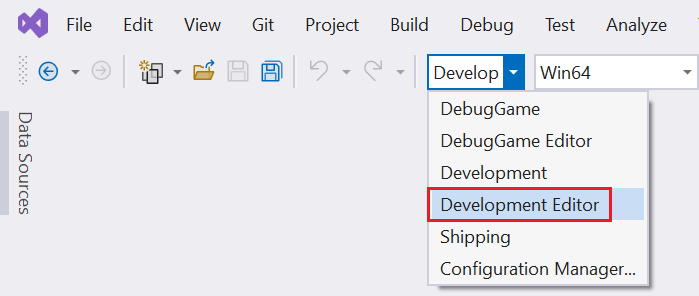 File Edit View Git Project Build Debug Test Analyze
Develop Win64
Data Sources
DebugGame
DebugGame Editor
Development
Development Editor
Shipping
Configuration Manager...